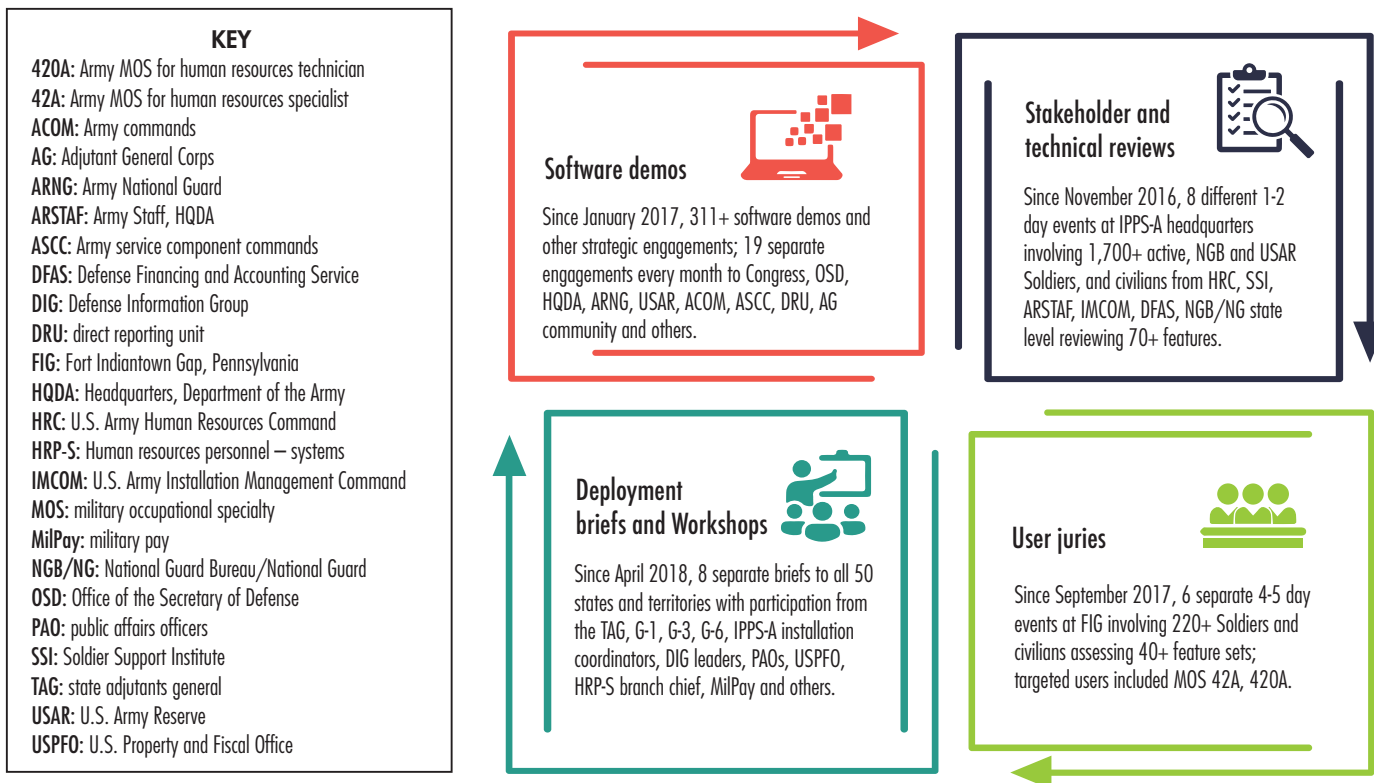 KEY
420A: Army MOS for human resources technician
42A: Army MOS for human resources specialist
ACOM: Army commands
AG: Adjutant General Corps
ARNG: Army National Guard
ARSTAF: Army Staff, HQDA
ASCC: Army service component commands
DFAS: Defense Financing and Accounting Service
DIG: Defense Information Group
DRU: direct reporting unit
FIG: Fort Indiantown Gap, Pennsylvania
HQDA: Headquarters, Department of the Army
HRC: U.S. Army Human Resources Command
HRP-S: Human resources personnel – systems
IMCOM: U.S. Army Installation Management Command
MOS: military occupational specialty
MilPay: military pay
NGB/NG: National Guard Bureau/National Guard
OSD: Office of the Secretary of Defense
PAO: public affairs officers
SSI: Soldier Support Institute
TAG: state adjutants general
USAR: U.S. Army Reserve
USPFO: U.S. Property and Fiscal Office
Software demos
Since January 2017, 311+ software demos and
other strategic engagements; 19 separate
engagements every month to Congress, OSD,
HQDA, ARNG, USAR, ACOM, ASCC, DRU, AG
community and others.
Stakeholder and
technical reviews
Since November 2016, 8 different 1-2
day events at IPPS-A headquarters
involving 1,700+ active, NGB and USAR
Soldiers, and civilians from HRC, SSI,
ARSTAF, IMCOM, DFAS, NGB/NG state
level reviewing 70+ features.
Deployment
briefs and Workshops
Since April 2018, 8 separate briefs to all 50
states and territories with participation from
the TAG, G-1, G-3, G-6, IPPS-A installation
coordinators, DIG leaders, PAOs, USPFO,
HRP-S branch chief, MilPay and others.
User juries
Since September 2017, 6 separate 4-5 day
events at FIG involving 220+ Soldiers and
civilians assessing 40+ feature sets;
targeted users included MOS 42A, 420A.